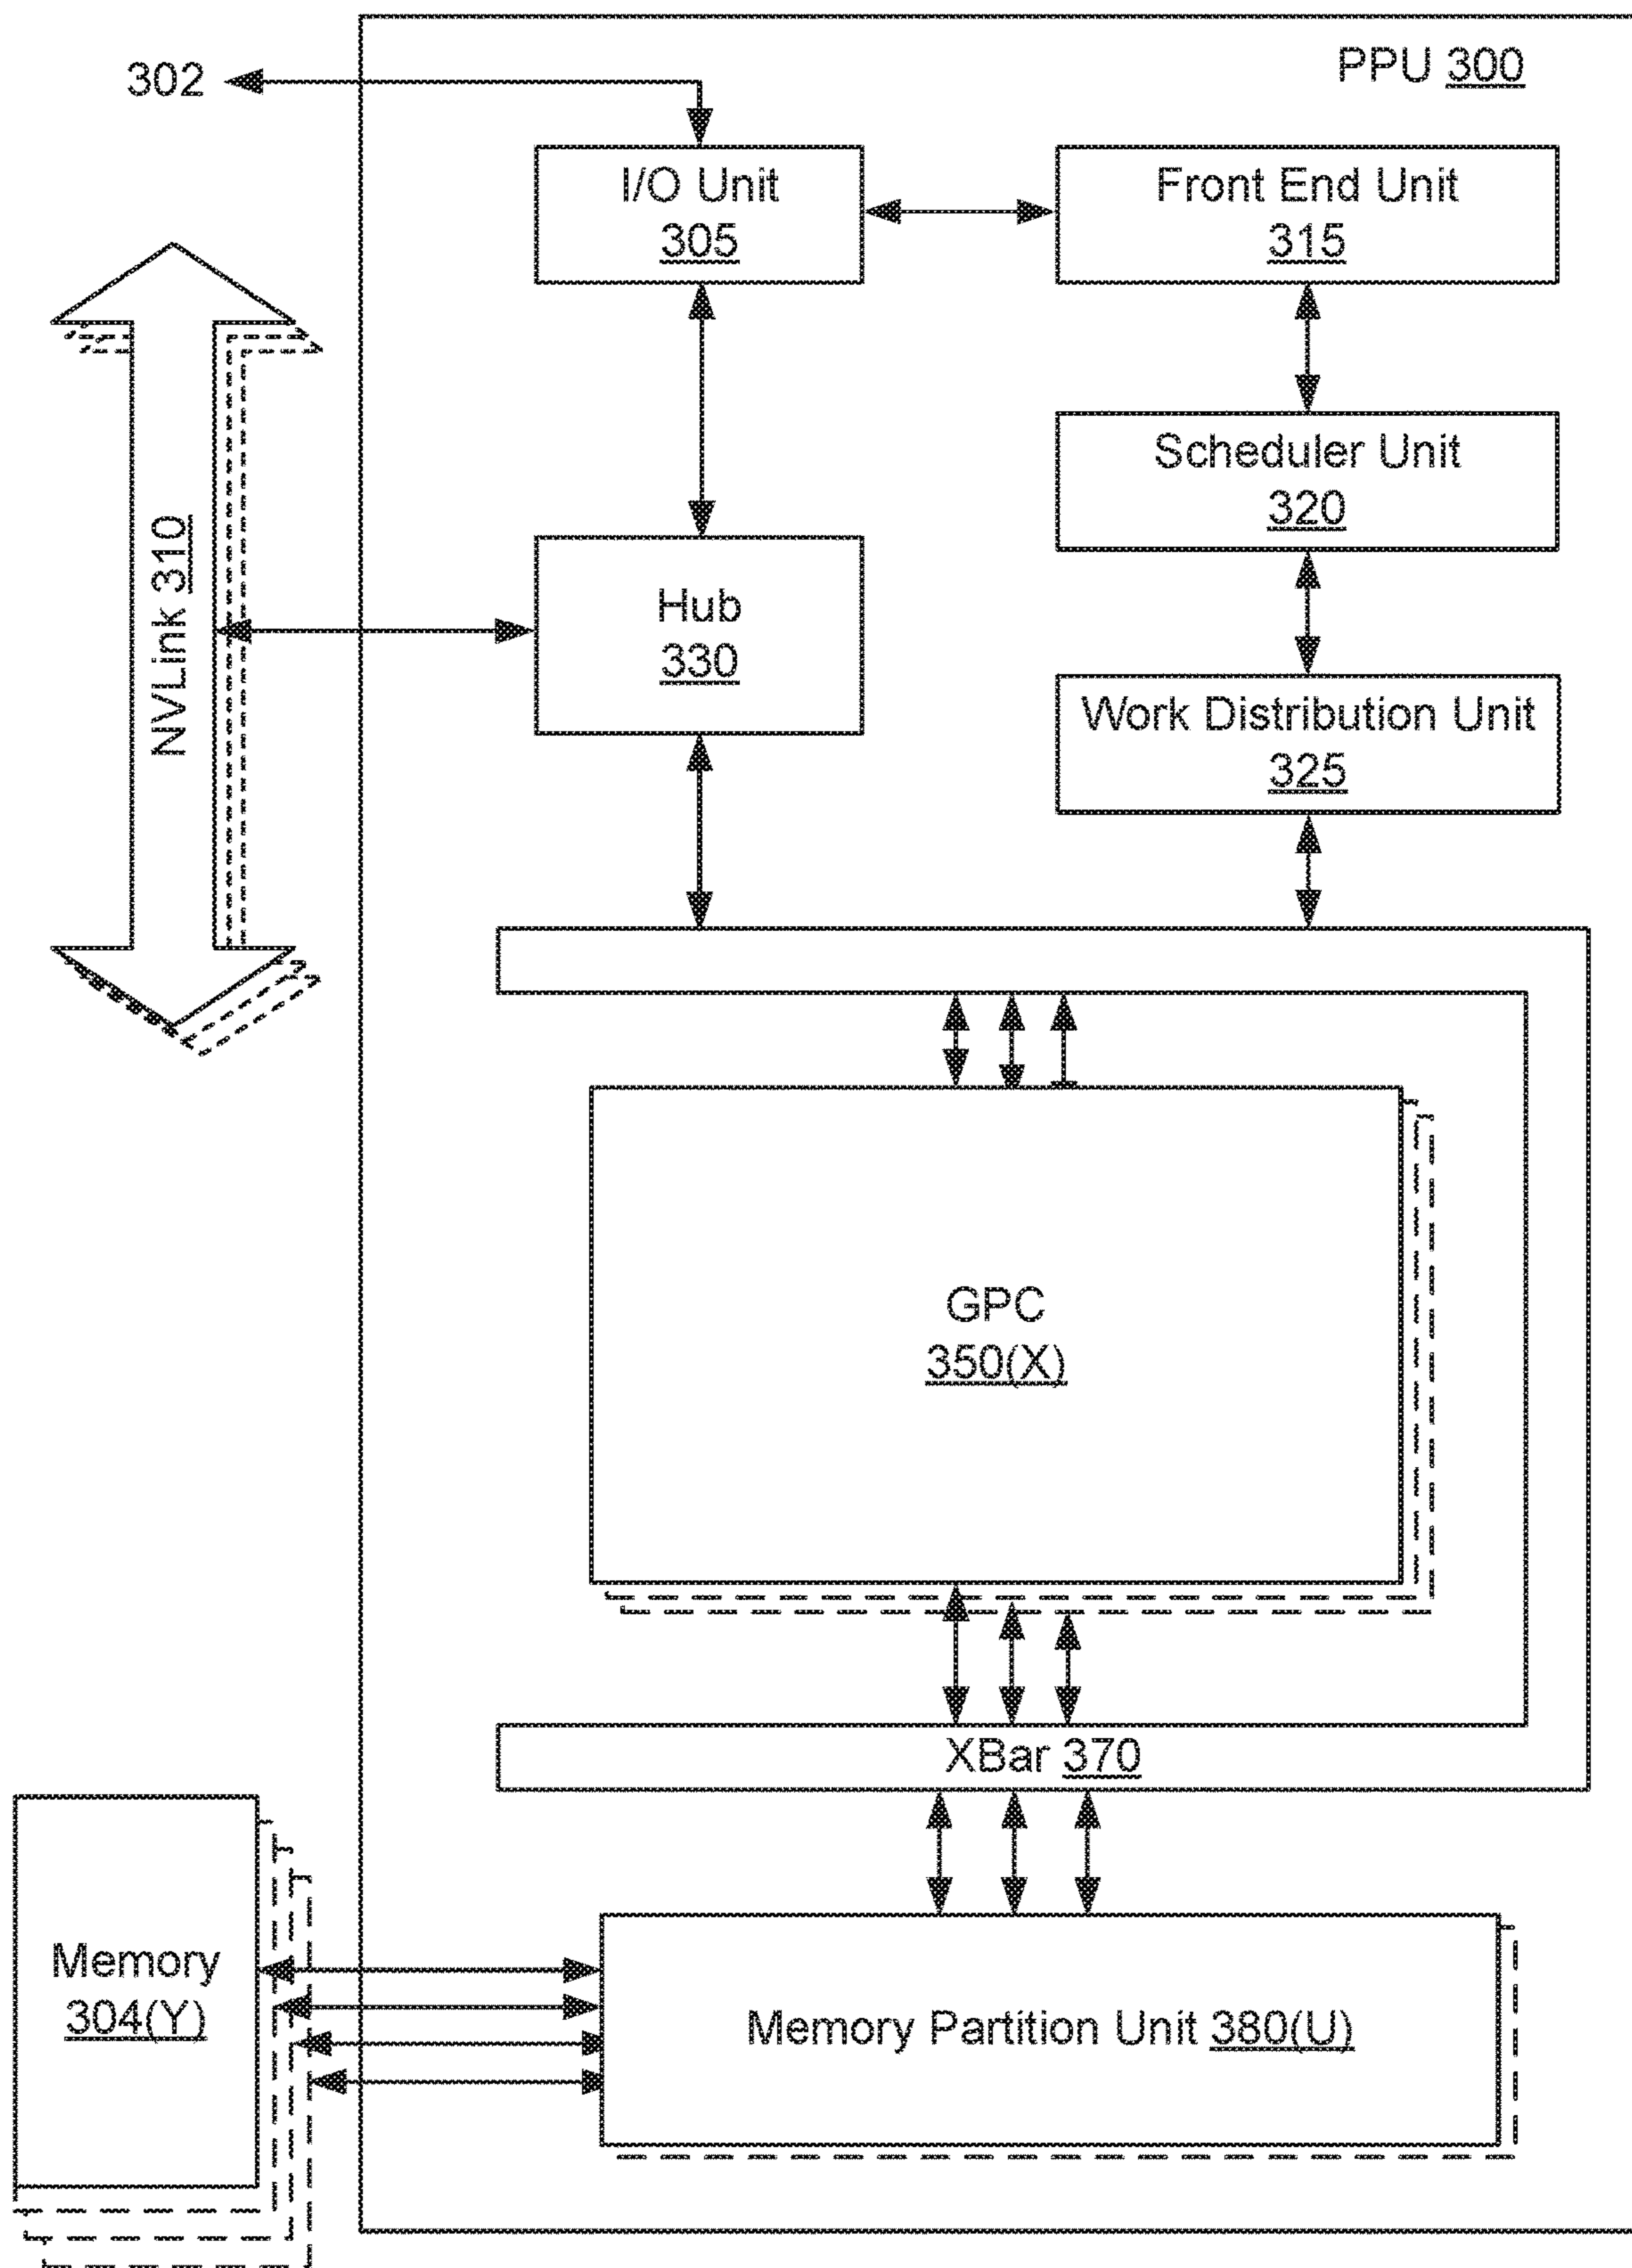 PPU 300
302
I/O Unit
305
Front End Unit
315
Scheduler Unit
320
NVLink 310
Hub
330
Work Distribution Unit
325
GPC
350(X)
XBar 370
Memory
304(Y)
Memory Partition Unit 380(U)